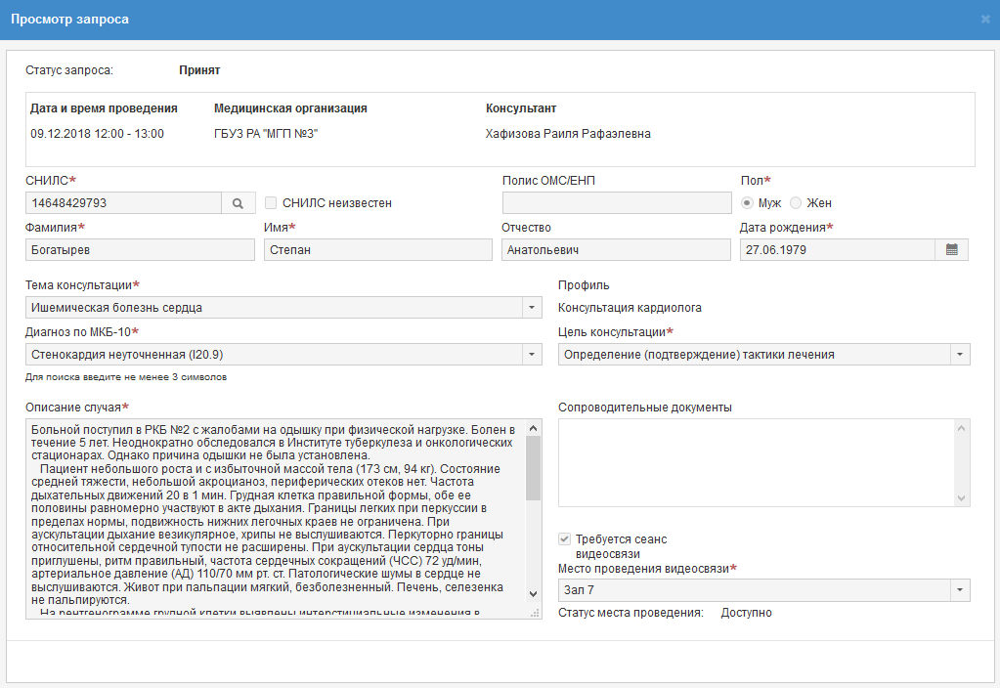 Просмотр запроса
Статус запроса: Принят
Дата и время проведения Медицинская организация Консультант
09.12.2018 12:00 - 13:00 ГБУЗ РА "МГП №3" Хафизова Раиля Рафаэлевна
СНИЛС* Полис ОМС/ЕНП Пол*
14648429793 СНИЛС неизвестен Муж Жен
Фамилия* Имя* Отчество Дата рождения*
Богатырев Степан Анатольевич 27.06.1979
Тема консультации* Профиль
Ишемическая болезнь сердца Консультация кардиолога
Диагноз по МКБ-10* Цель консультации*
Стенокардия неуточненная (I20.9) Определение (подтверждение) тактики лечения
Для поиска введите не менее 3 символов
Описание случая* Сопроводительные документы
Больной поступил в РКБ №2 с жалобами на одышку при физической нагрузке. Болен в
течение 5 лет. Неоднократно обследовался в Институте туберкулеза и онкологических
стационарах. Однако причина одышки не была установлена.
Пациент небольшого роста и с избыточной массой тела (173 см, 94 кг). Состояние
средней тяжести, небольшой акроцианоз, периферических отеков нет. Частота
дыхательных движений 20 в 1 мин. Грудная клетка правильной формы, обе ее
половины равномерно участвуют в акте дыхания. Границы легких при перкуссии в
пределах нормы, подвижность нижних легочных краев не ограничена. При
аускультации дыхание везикулярное, хрипы не выслушиваются. Перкуторно границы
относительной сердечной тупости не расширены. При аускультации сердца тоны
приглушены, ритм правильный, частота сердечных сокращений (ЧСС) 72 уд/мин,
артериальное давление (АД) 110/70 мм рт. ст. Патологические шумы в сердце не
выслушиваются. Живот при пальпации мягкий, безболезненный. Печень, селезенка
не пальпируются.
На рентгенограмме грудной клетки выявлены интерстициальные изменения в
Требуется сеанс
видеосвязи
Место проведения видеосвязи*
Зал 7
Статус места проведения: Доступно